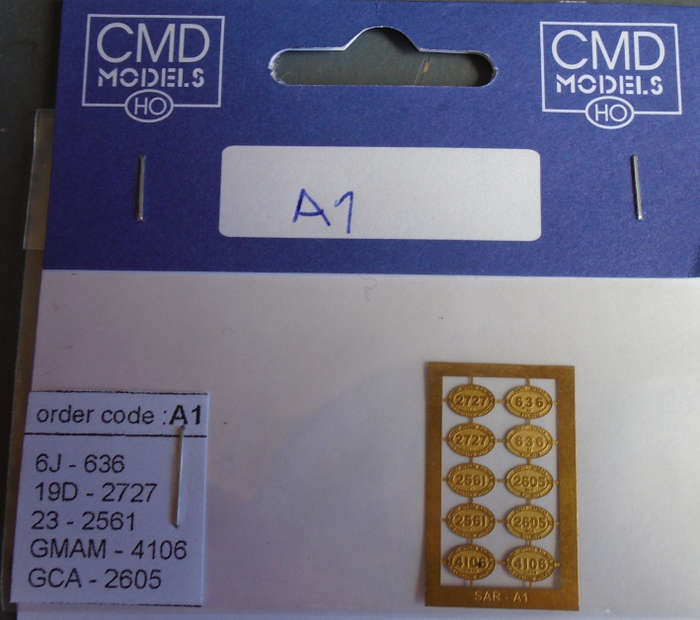 CMD
MODELS
HO
CMD
MODELS
HO
A1
order code : A1
6J - 636
19D - 2727
23 - 2561
GMAM - 4106
GCA - 2605
2727 636
2727 636
2561 2605
2561 2605
4106 4106
SAR - A1